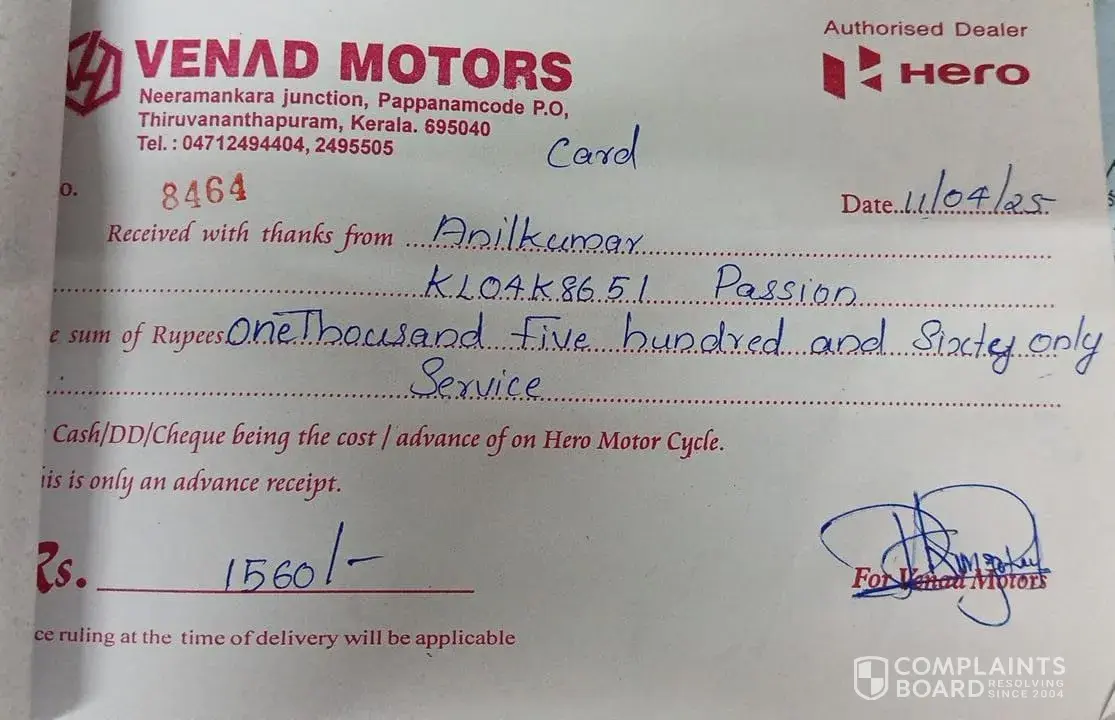 VENAD MOTORS
Neeramankara junction, Pappanamcode P.O,
Thiruvananthapuram, Kerala. 695040
Tel. : 04712494404, 2495505
Authorised Dealer
Hero
Card
o. 8464
Date 11/04/25
Received with thanks from Anilkumar
KL04K8651 Passion
e sum of Rupees One Thousand five hundred and Sixty only
Service
Cash/DD/Cheque being the cost / advance of on Hero Motor Cycle.
his is only an advance receipt.
Rs. 1560/-
For Venad Motors
ce ruling at the time of delivery will be applicable
COMPLAINTS
BOARD RESOLVING
SINCE 2004